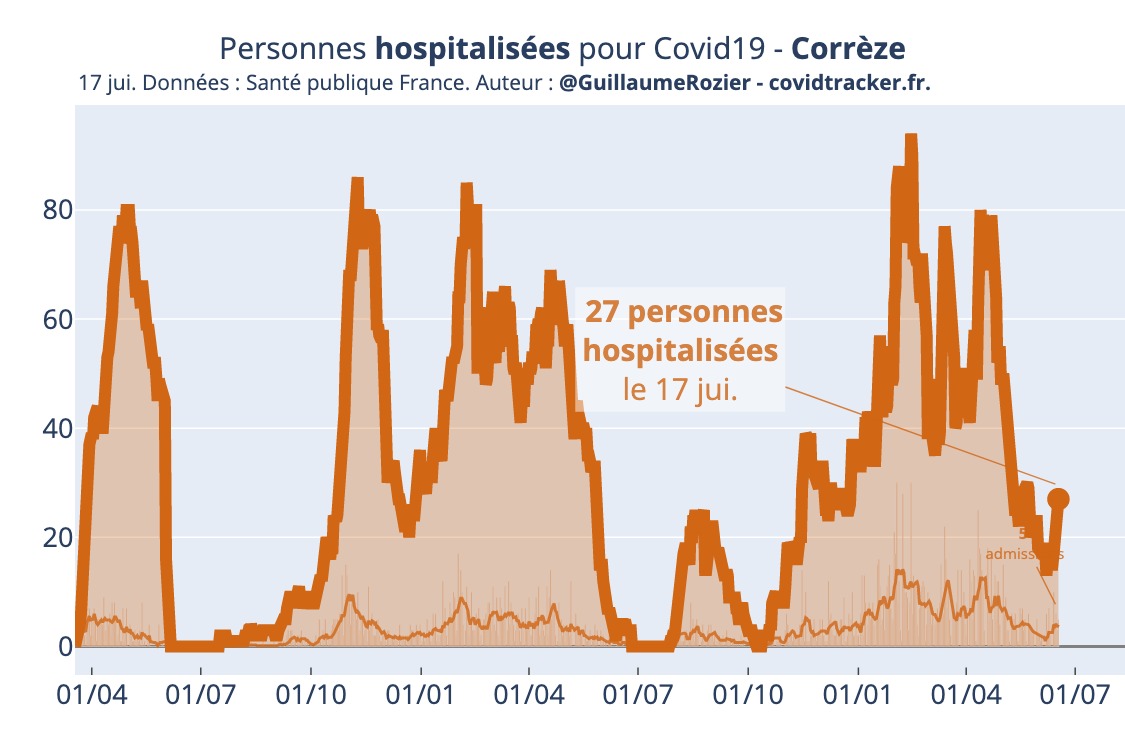 Personnes hospitalisées pour Covid19 - Corrèze
17 jui. Données : Santé publique France. Auteur : @GuillaumeRozier - covidtracker.fr.
80
60
40
20
0
27 personnes
hospitalisées
le 17 jui.
01/04 01/07 01/10 01/01 01/04 01/07 01/10 01/01 01/04 01/07